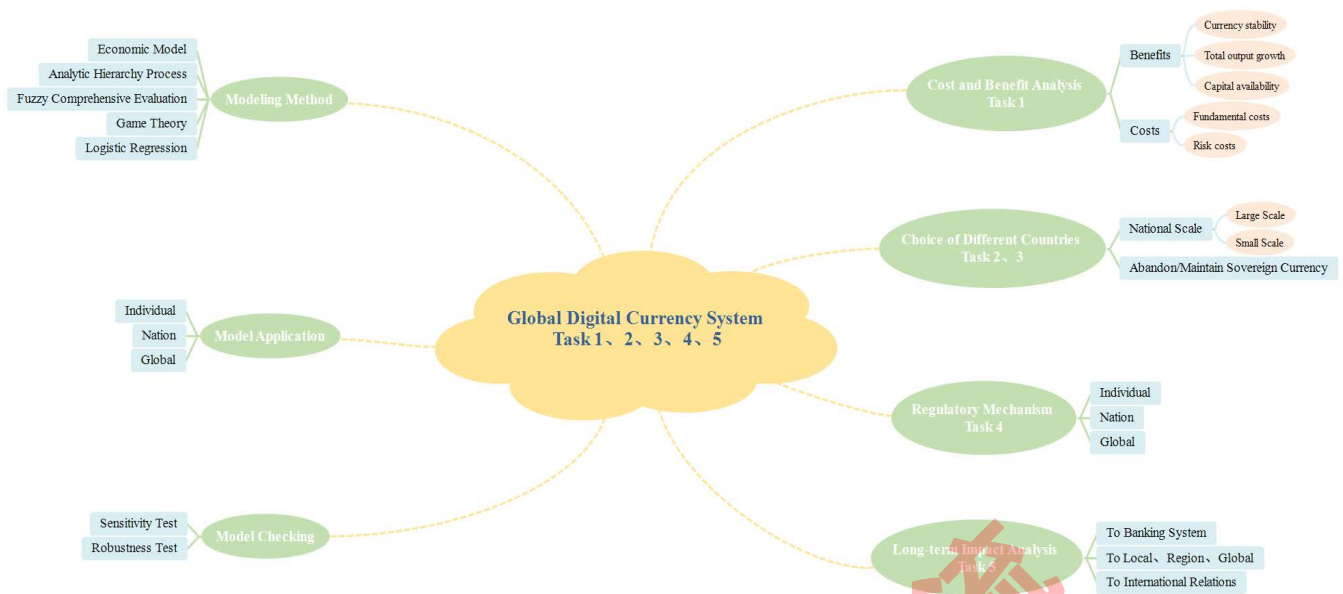 Global Digital Currency System
Task 1、2、3、4、5
Modeling Method
Economic Model
Analytic Hierarchy Process
Fuzzy Comprehensive Evaluation
Game Theory
Logistic Regression
Model Application
Individual
Nation
Global
Model Checking
Sensitivity Test
Robustness Test
Cost and Benefit Analysis
Task 1
Benefits
Currency stability
Total output growth
Capital availability
Costs
Fundamental costs
Risk costs
Choice of Different Countries
Task 2、3
National Scale
Large Scale
Small Scale
Abandon/Maintain Sovereign Currency
Regulatory Mechanism
Task 4
Individual
Nation
Global
Long-term Impact Analysis
Task 5
To Banking System
To Local、Region、Global
To International Relations